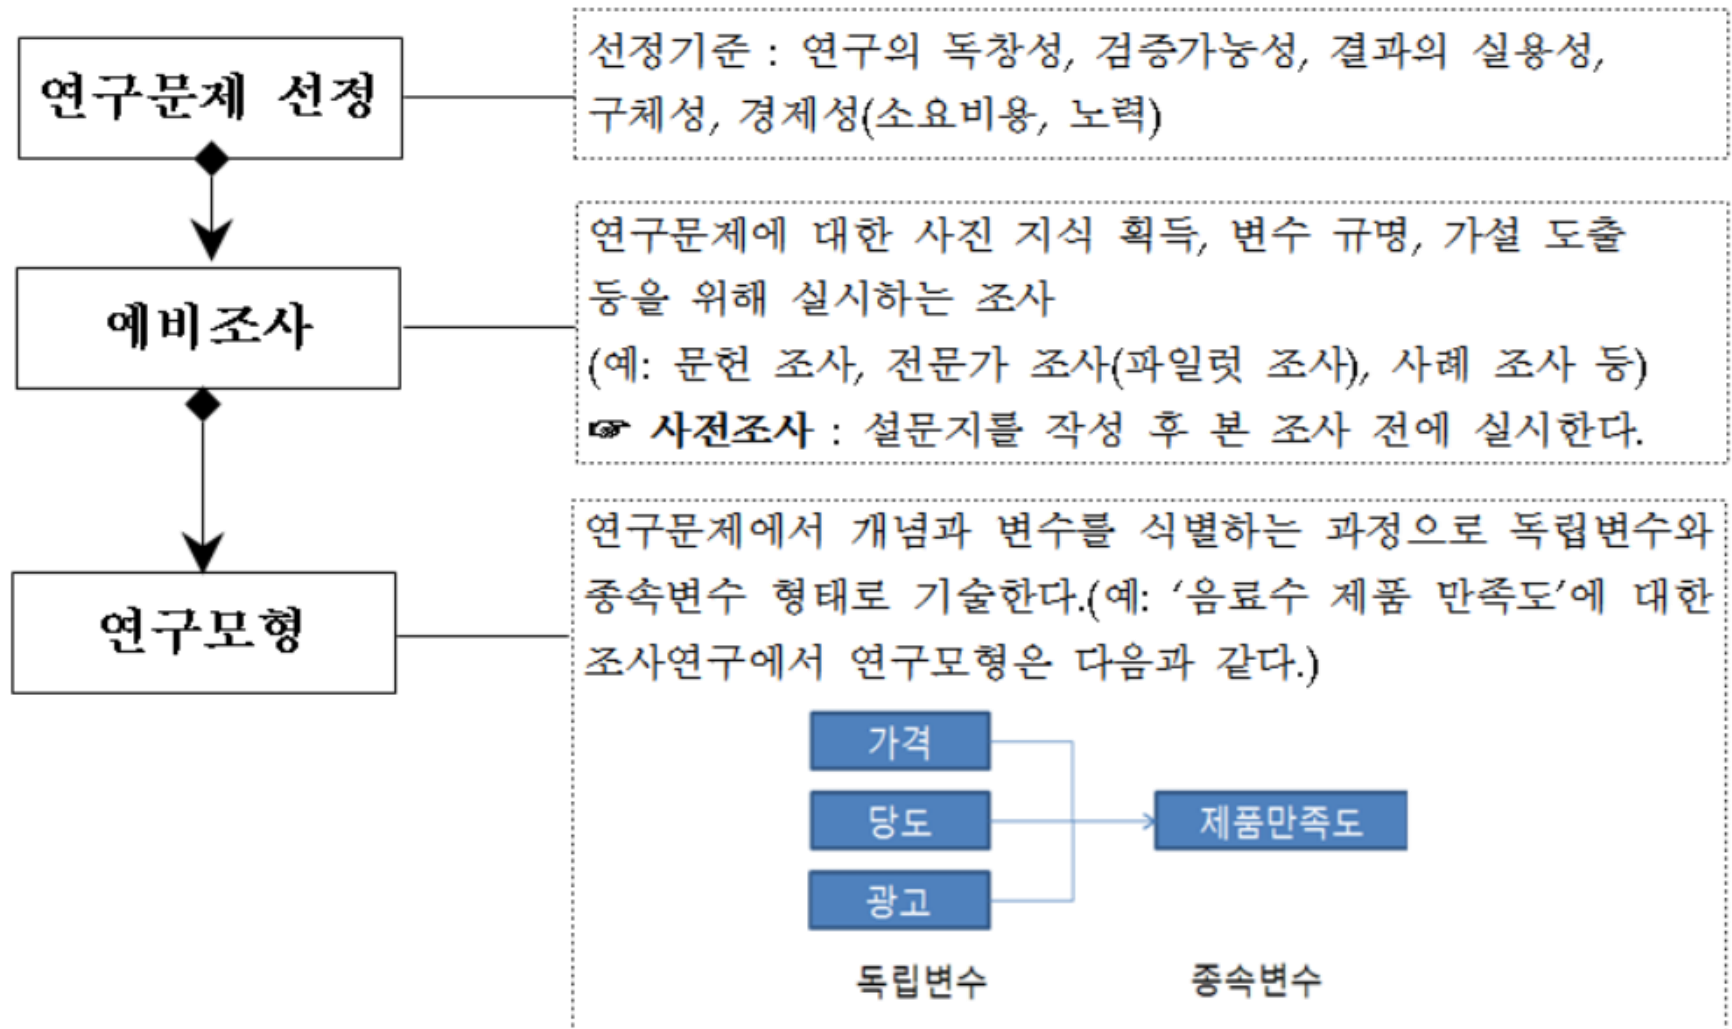 연구문제 선정
선정기준 : 연구의 독창성, 검증가능성, 결과의 실용성,
구체성, 경제성(소요비용, 노력)
예비조사
연구문제에 대한 사진 지식 획득, 변수 규명, 가설 도출
등을 위해 실시하는 조사
(예: 문헌 조사, 전문가 조사(파일럿 조사), 사례 조사 등)
☞ 사전조사 : 설문지를 작성 후 본 조사 전에 실시한다.
연구모형
연구문제에서 개념과 변수를 식별하는 과정으로 독립변수와
종속변수 형태로 기술한다.(예: ‘음료수 제품 만족도’에 대한
조사연구에서 연구모형은 다음과 같다.)
가격
당도
제품만족도
광고
독립변수
종속변수